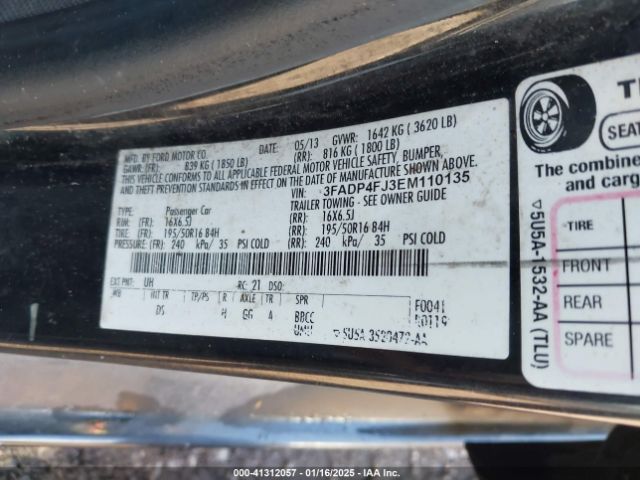 MFD. BY FORD MOTOR CO. DATE: 05/13 GVWR: 1642 KG ( 3620 LB)
GAWR: (FR): 839 KG ( 1850 LB) (RR): 816 KG ( 1800 LB)
THIS VEHICLE CONFORMS TO ALL APPLICABLE FEDERAL MOTOR VEHICLE SAFETY, BUMPER,
THEFT PREVENTION STANDARDS IN EFFECT ON THE DATE OF MANUFACTURE SHOWN ABOVE.
VIN: 3FADP4FJ3EM110135
TYPE: Passenger Car TRAILER TOWING - SEE OWNER GUIDE
RIM: (FR): 16X6.5J (RR): 16X6.5J
TIRE: (FR): 195/50R16 84H (RR): 195/50R16 84H
PRESSURE: (FR): 240 kPa/ 35 PSI COLD (RR): 240 kPa/ 35 PSI COLD
EXT PNT: UH RC: 21 DSO:
WB INT TR TP/PS R AXLE TR SPR
DS H GG A BBCC
F0041
▽5U5A 3520472-AA
TI
SEAT
The combine
and carg
TIRE
FRONT
REAR
SPARE
▽5U5A-1532-AA (TLU)
000-41312057 | 01/16/2025 | IAA Inc.